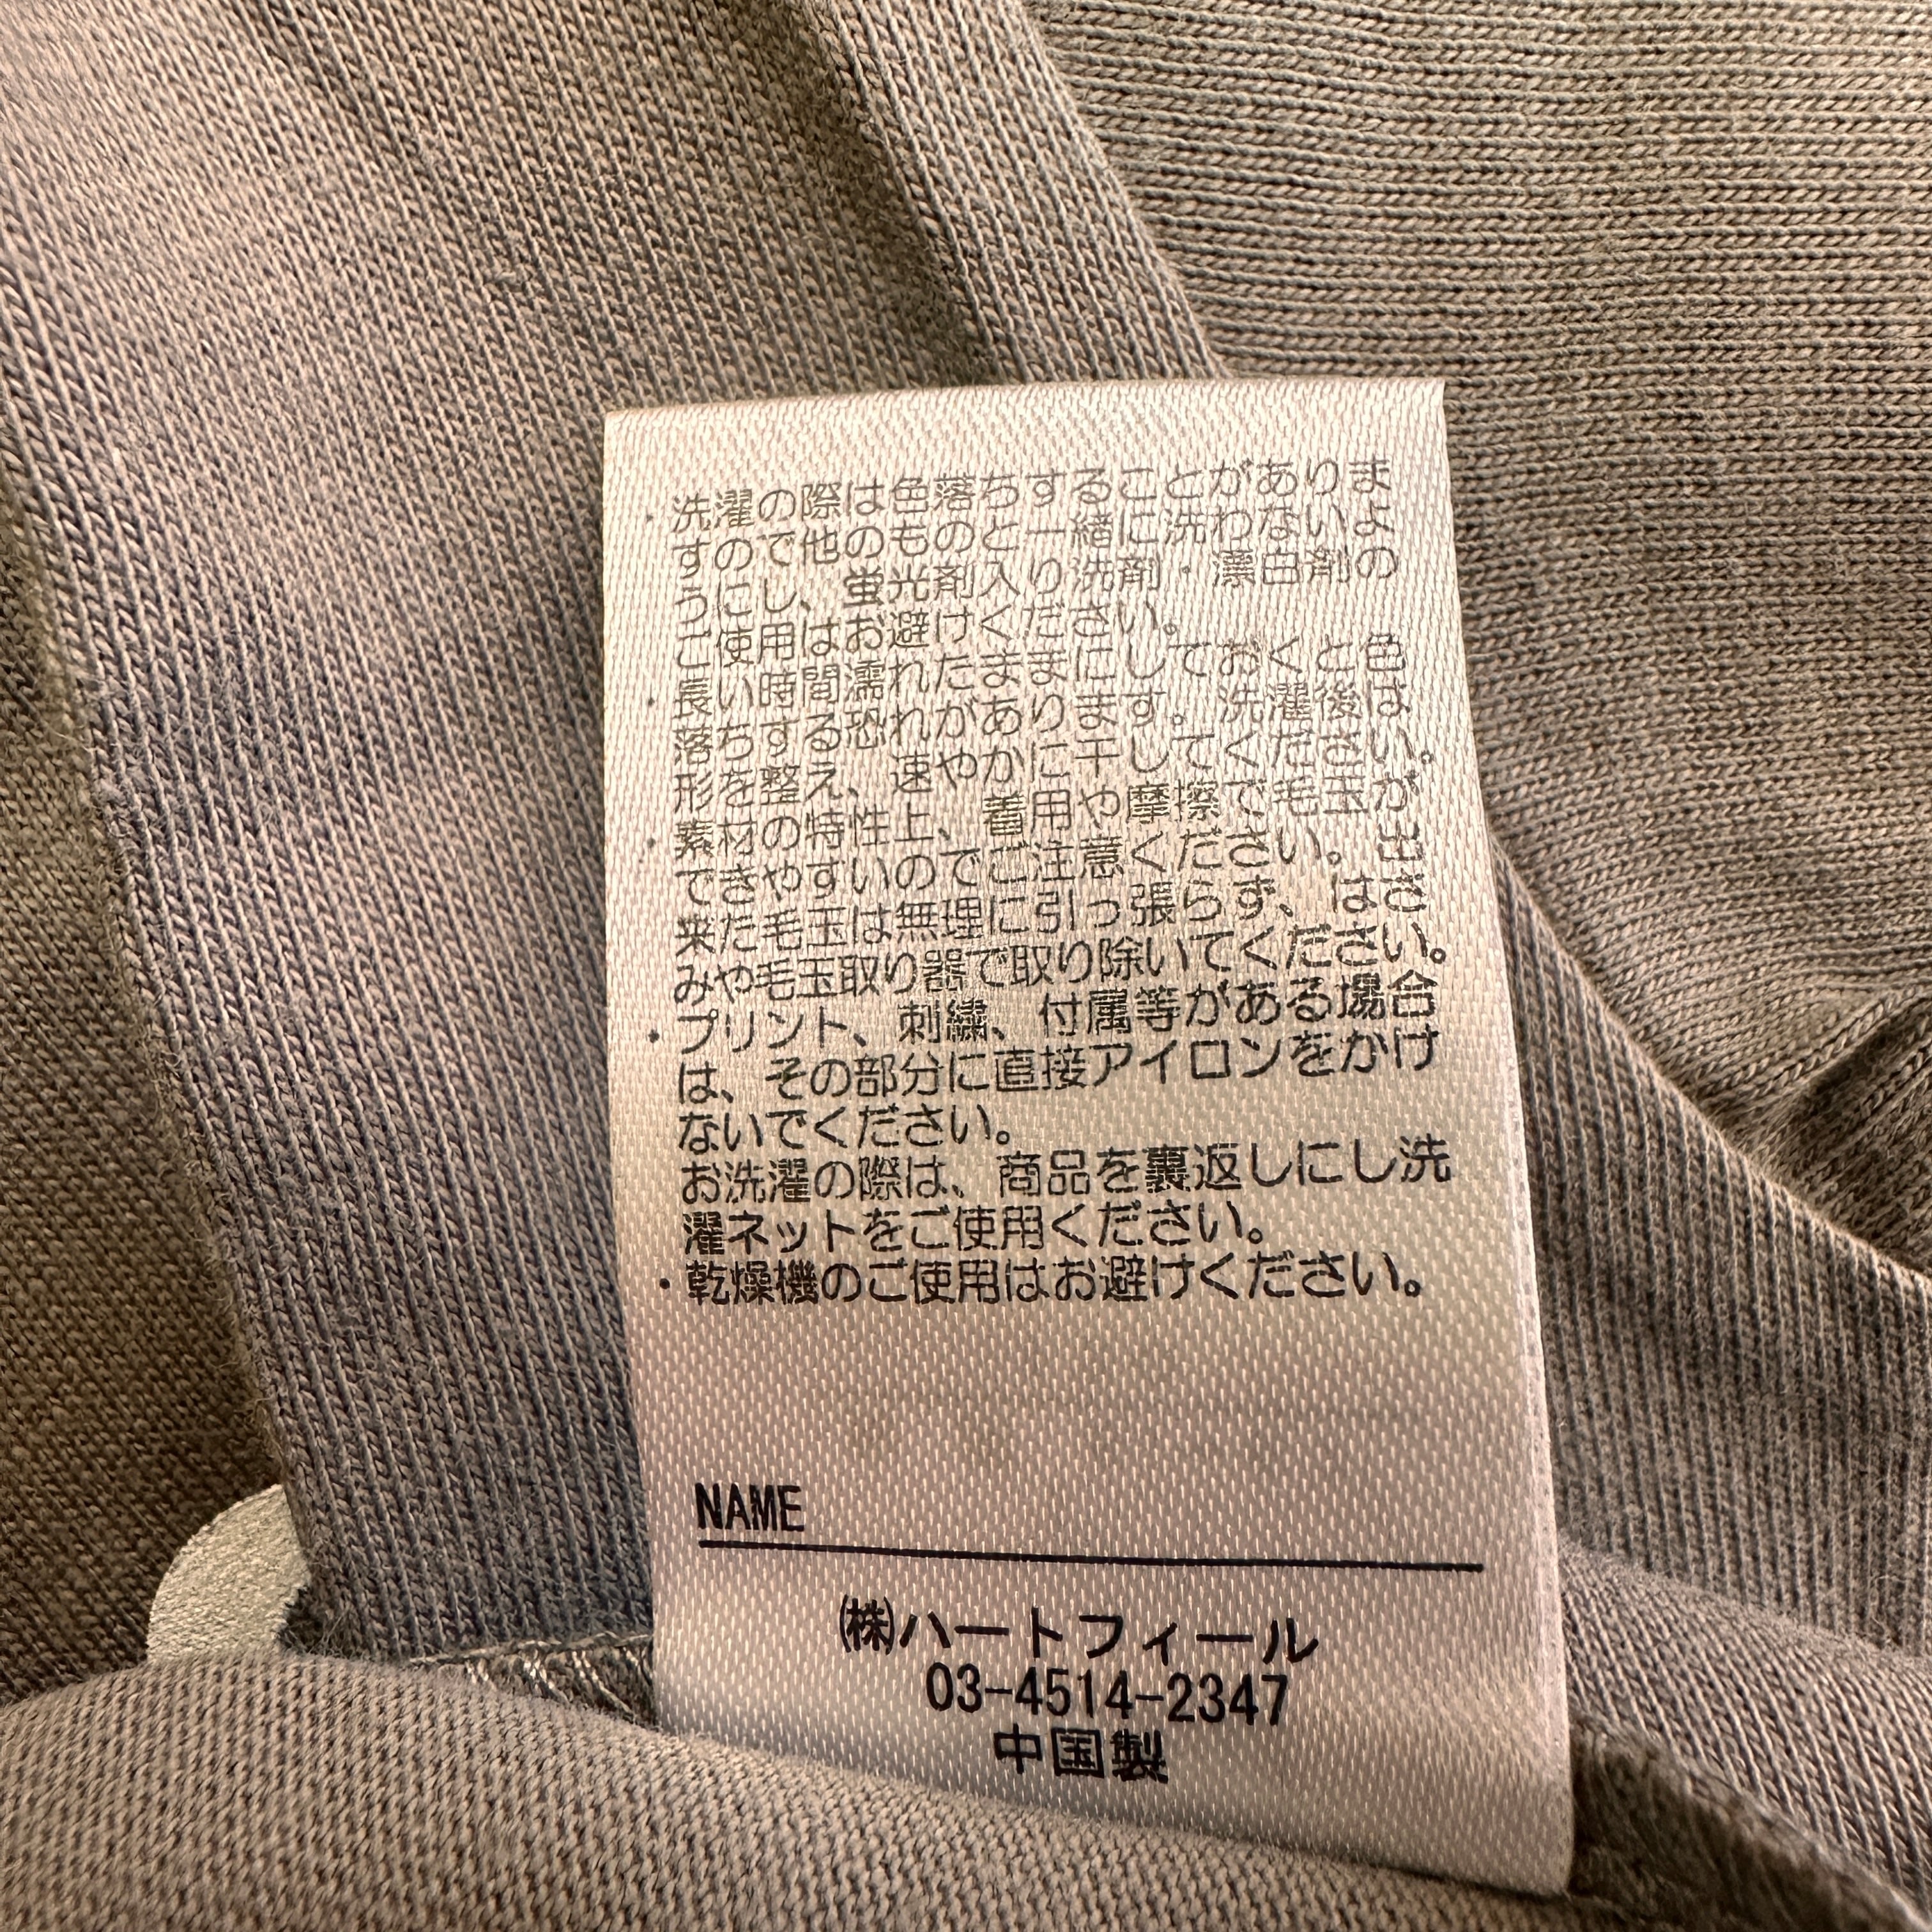 ・洗濯の際は色落ちすることがありま
すので他のものと一緒に洗わないよ
うにし、蛍光剤入り洗剤・漂白剤の
ご使用はお避けください。
・長い時間濡れたままにしておくと色
落ちする恐れがあります。洗濯後は
形を整え、速やかに干してください。
・素材の特性上、着用や摩擦で毛玉が
できやすいのでご注意ください。出
来た毛玉は無理に引っ張らず、はさ
みや毛玉取り器で取り除いてください。
・プリント、刺繍、付属等がある場合
は、その部分に直接アイロンをかけ
ないでください。
お洗濯の際は、商品を裏返しにし洗
濯ネットをご使用ください。
・乾燥機のご使用はお避けください。
NAME
㈱ハートフィール
03-4514-2347
中国製